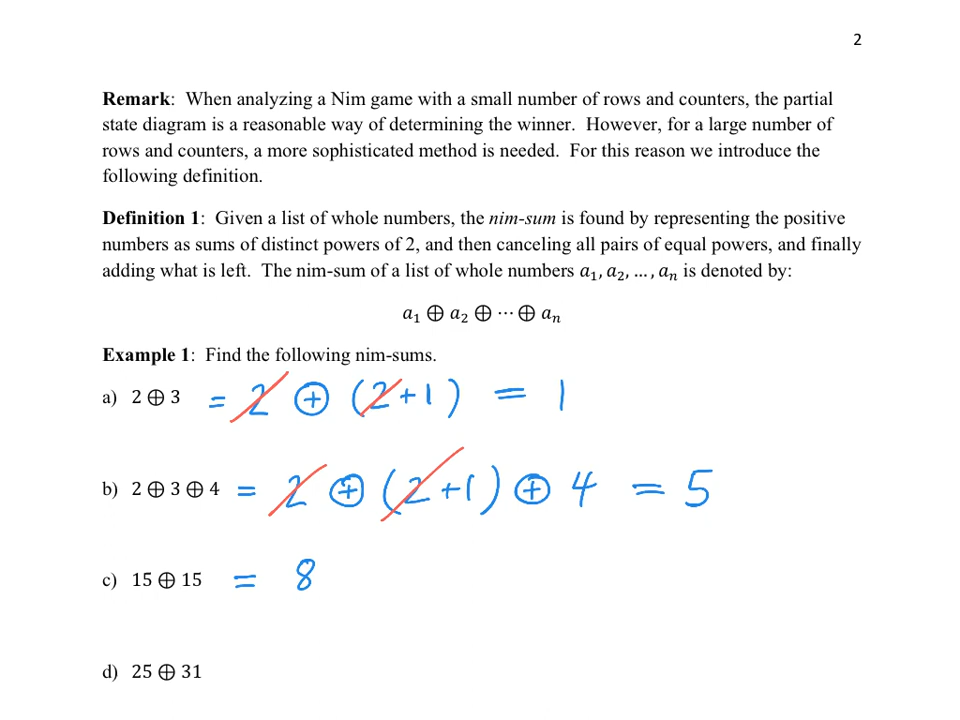 2
Remark: When analyzing a Nim game with a small number of rows and counters, the partial
state diagram is a reasonable way of determining the winner. However, for a large number of
rows and counters, a more sophisticated method is needed. For this reason we introduce the
following definition.
Definition 1: Given a list of whole numbers, the nim-sum is found by representing the positive
numbers as sums of distinct powers of 2, and then canceling all pairs of equal powers, and finally
adding what is left. The nim-sum of a list of whole numbers a₁, a₂, ..., aₙ is denoted by:
a₁ ⊕ a₂ ⊕ ⋯ ⊕ aₙ
Example 1: Find the following nim-sums.
a) 2 ⊕ 3 = 2 ⊕ (2+1) = 1
b) 2 ⊕ 3 ⊕ 4 = 2 ⊕ (2+1) ⊕ 4 = 5
c) 15 ⊕ 15 = 8
d) 25 ⊕ 31